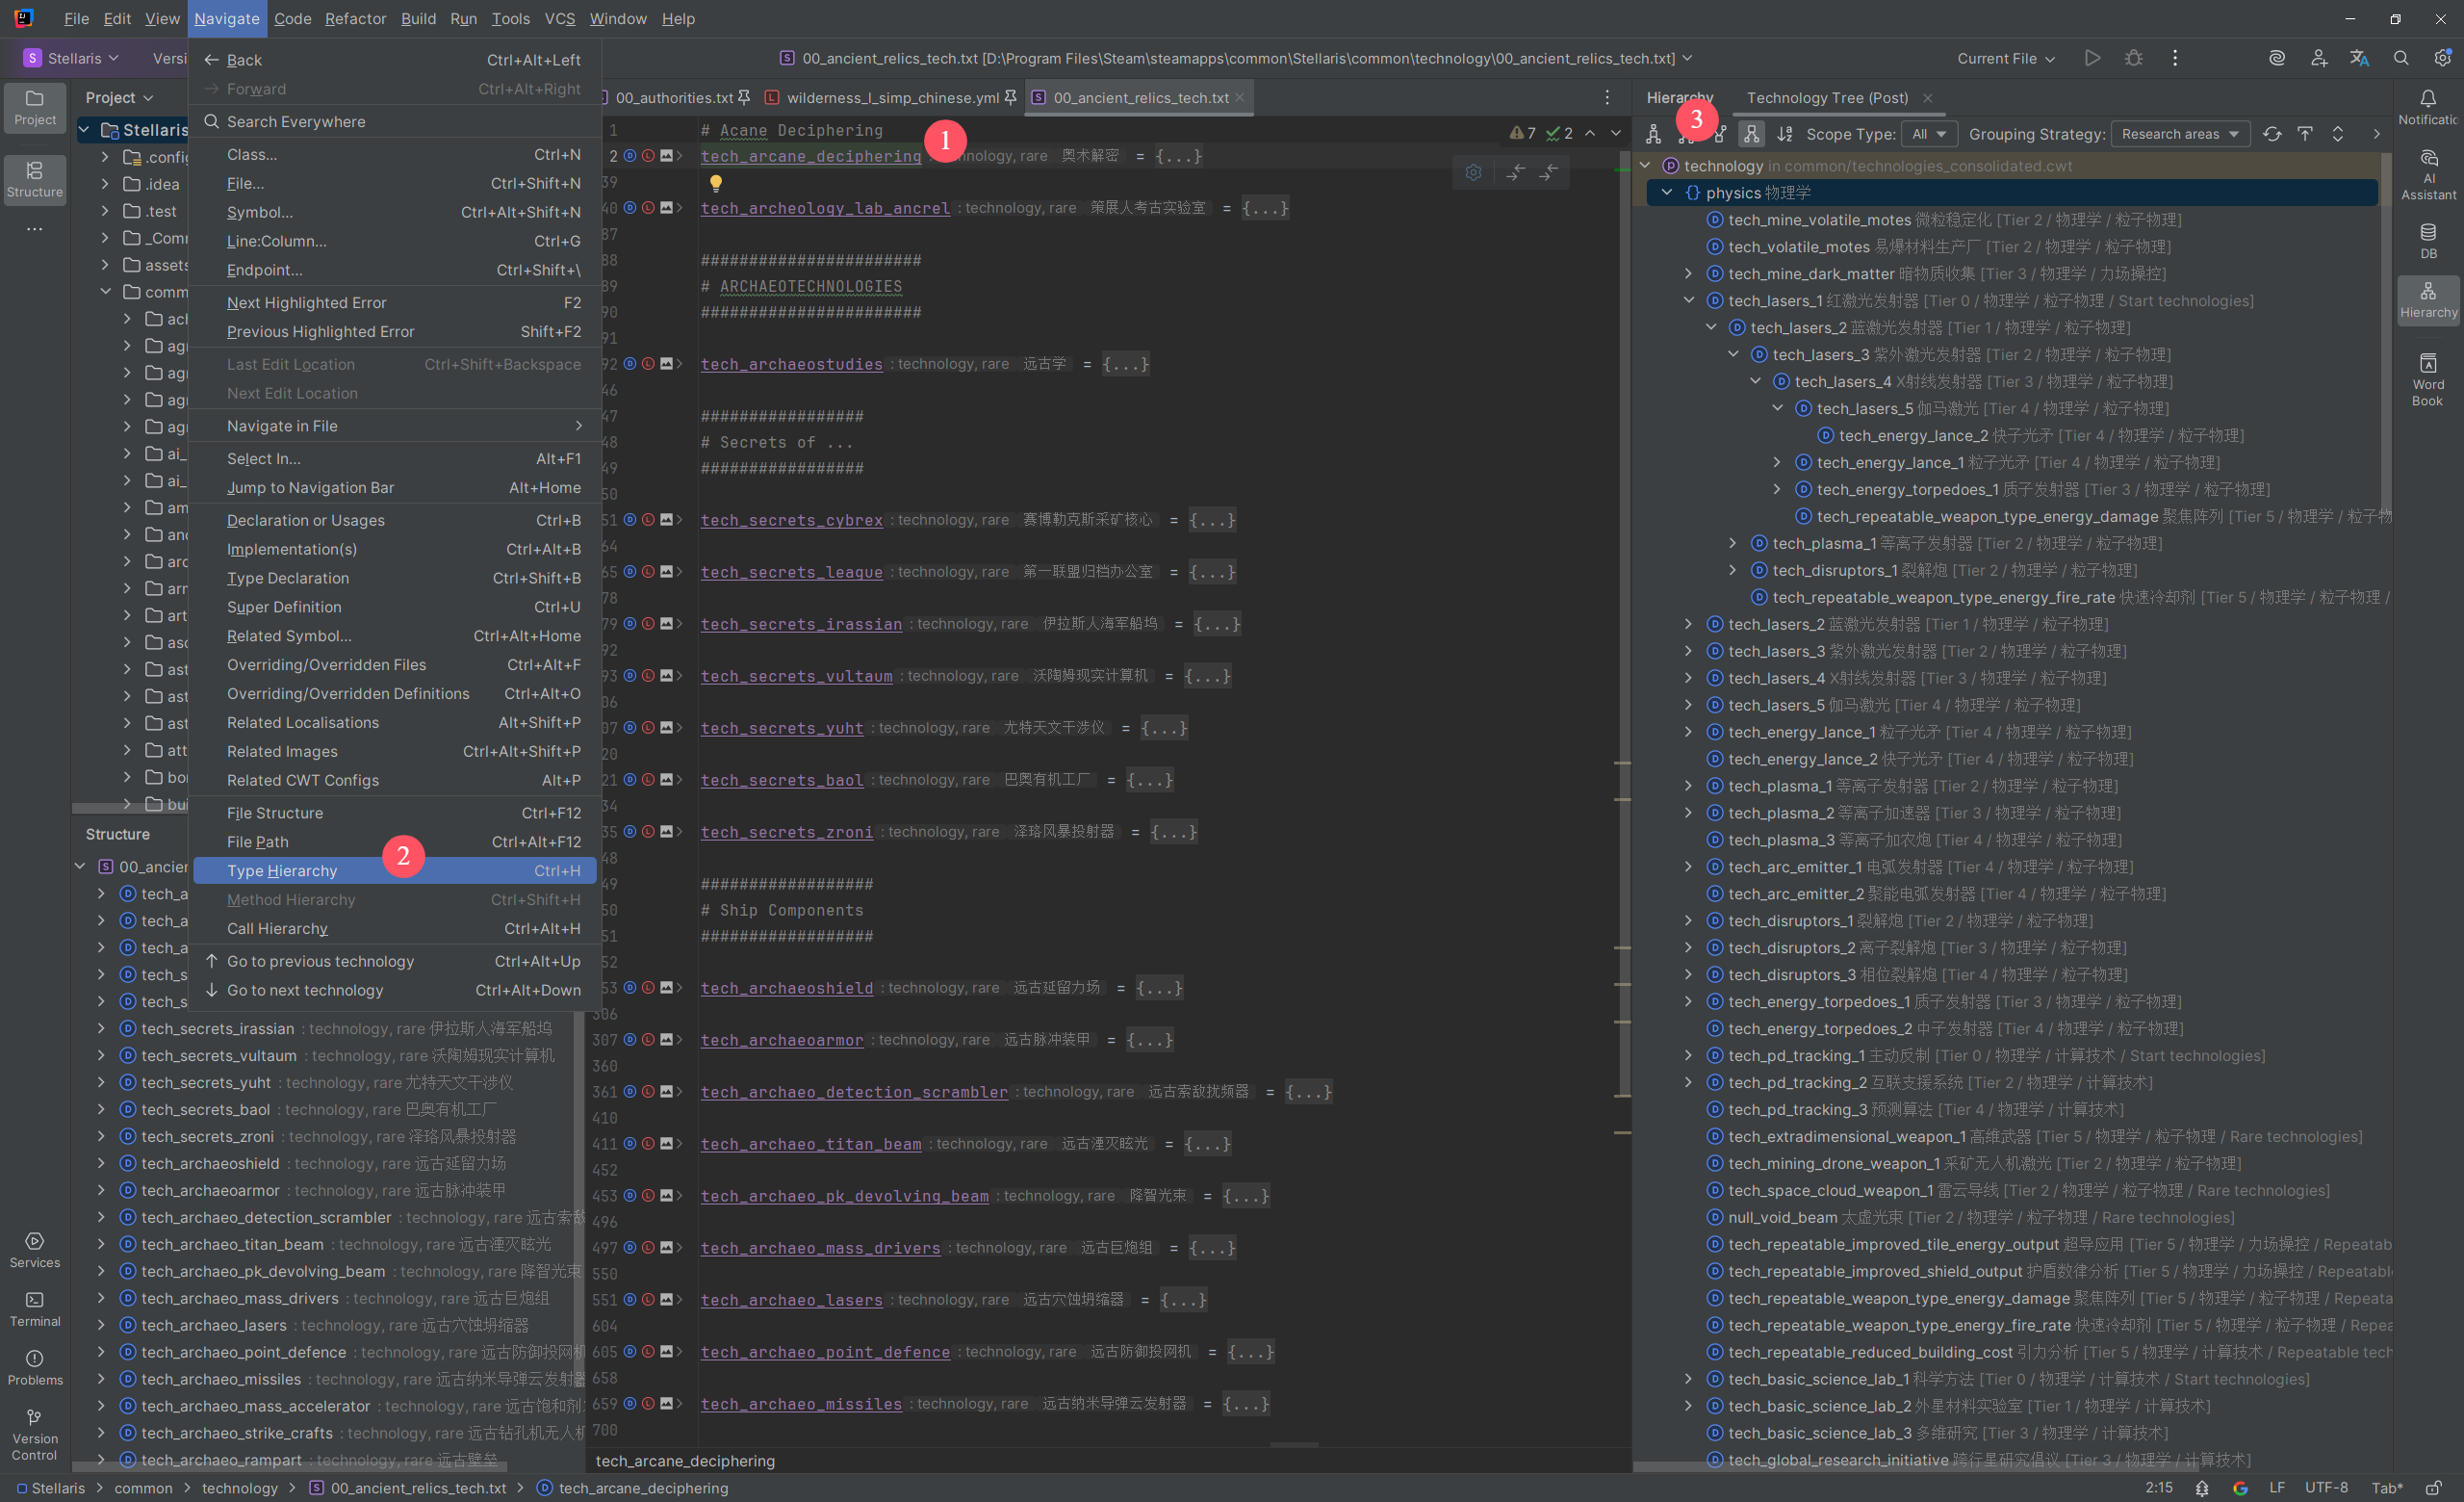 File Edit View Navigate Code Refactor Build Run Tools VCS Window Help
S Stellaris Versi
00_ancient_relics_tech.txt [D:\Program Files\Steam\steamapps\common\Stellaris\common\technology\00_ancient_relics_tech.txt]
Current File
Project
Structure
Services
Terminal
Problems
Version Control
Project
Stellaris
.config
.idea
.test
assets
Back Ctrl+Alt+Left
Forward Ctrl+Alt+Right
Search Everywhere
Class... Ctrl+N
File... Ctrl+Shift+N
Symbol... Ctrl+Alt+Shift+N
Line:Column... Ctrl+G
Endpoint... Ctrl+Shift+\
Next Highlighted Error F2
Previous Highlighted Error Shift+F2
Last Edit Location Ctrl+Shift+Backspace
Next Edit Location
Navigate in File
Select In... Alt+F1
Jump to Navigation Bar Alt+Home
Declaration or Usages Ctrl+B
Implementation(s) Ctrl+Alt+B
Type Declaration Ctrl+Shift+B
Super Definition Ctrl+U
Related Symbol... Ctrl+Alt+Home
Overriding/Overridden Files Ctrl+Alt+F
Overriding/Overridden Definitions Ctrl+Alt+O
Related Localisations Alt+Shift+P
Related Images Ctrl+Alt+Shift+P
Related CWT Configs Alt+P
File Structure Ctrl+F12
File Path Ctrl+Alt+F12
2
Type Hierarchy Ctrl+H
Method Hierarchy Ctrl+Shift+H
Call Hierarchy Ctrl+Alt+H
Go to previous technology Ctrl+Alt+Up
Go to next technology Ctrl+Alt+Down
Structure
00_ancier
tech_secrets_irassian : technology, rare 伊拉斯人海军船坞
tech_secrets_vultaum : technology, rare 沃陶姆现实计算机
tech_secrets_yuht : technology, rare 尤特天文干涉仪
tech_secrets_baol : technology, rare 巴奥有机工厂
tech_secrets_zroni : technology, rare 泽珞风暴投射器
tech_archaeoshield : technology, rare 远古延留力场
tech_archaeoarmor : technology, rare 远古脉冲装甲
tech_archaeo_detection_scrambler : technology, rare 远古索敌
tech_archaeo_titan_beam : technology, rare 远古湮灭眩光
tech_archaeo_pk_devolving_beam : technology, rare 降智光束
tech_archaeo_mass_drivers : technology, rare 远古巨炮组
tech_archaeo_lasers : technology, rare 远古穴蚀坍缩器
tech_archaeo_point_defence : technology, rare 远古防御投网机
tech_archaeo_missiles : technology, rare 远古纳米导弹云发射器
tech_archaeo_mass_accelerator : technology, rare 远古饱和剂
tech_archaeo_strike_crafts : technology, rare 远古钻孔机无人机
tech_archaeo_rampart : technology, rare 远古壁垒
00_authorities.txt wilderness_l_simp_chinese.yml 00_ancient_relics_tech.txt
1 # Acane Deciphering
1
7 2
2 tech_arcane_deciphering : technology, rare 奥术解密 = {...}
39
40 tech_archeology_lab_ancrel : technology, rare 策展人考古实验室 = {...}
87
88 #######################
89 # ARCHAEOTECHNOLOGIES
90 #######################
91
92 tech_archaeostudies : technology, rare 远古学 = {...}
46
47 #################
48 # Secrets of ...
49 #################
50
51 tech_secrets_cybrex : technology, rare 赛博勒克斯采矿核心 = {...}
64
65 tech_secrets_league : technology, rare 第一联盟归档办公室 = {...}
78
79 tech_secrets_irassian : technology, rare 伊拉斯人海军船坞 = {...}
92
93 tech_secrets_vultaum : technology, rare 沃陶姆现实计算机 = {...}
06
07 tech_secrets_yuht : technology, rare 尤特天文干涉仪 = {...}
20
21 tech_secrets_baol : technology, rare 巴奥有机工厂 = {...}
34
35 tech_secrets_zroni : technology, rare 泽珞风暴投射器 = {...}
48
49 ##################
50 # Ship Components
51 ##################
52
53 tech_archaeoshield : technology, rare 远古延留力场 = {...}
306
307 tech_archaeoarmor : technology, rare 远古脉冲装甲 = {...}
360
361 tech_archaeo_detection_scrambler : technology, rare 远古索敌扰频器 = {...}
410
411 tech_archaeo_titan_beam : technology, rare 远古湮灭眩光 = {...}
452
453 tech_archaeo_pk_devolving_beam : technology, rare 降智光束 = {...}
496
497 tech_archaeo_mass_drivers : technology, rare 远古巨炮组 = {...}
550
551 tech_archaeo_lasers : technology, rare 远古穴蚀坍缩器 = {...}
604
605 tech_archaeo_point_defence : technology, rare 远古防御投网机 = {...}
658
659 tech_archaeo_missiles : technology, rare 远古纳米导弹云发射器 = {...}
700
tech_arcane_deciphering
Hierarchy Technology Tree (Post)
3
Scope Type: All Grouping Strategy: Research areas
technology in common/technologies_consolidated.cwt
physics 物理学
tech_mine_volatile_motes 微粒稳定化 [Tier 2 / 物理学 / 粒子物理]
tech_volatile_motes 易爆材料生产厂 [Tier 2 / 物理学 / 粒子物理]
tech_mine_dark_matter 暗物质收集 [Tier 3 / 物理学 / 力场操控]
tech_lasers_1 红激光发射器 [Tier 0 / 物理学 / 粒子物理 / Start technologies]
tech_lasers_2 蓝激光发射器 [Tier 1 / 物理学 / 粒子物理]
tech_lasers_3 紫外激光发射器 [Tier 2 / 物理学 / 粒子物理]
tech_lasers_4 X射线发射器 [Tier 3 / 物理学 / 粒子物理]
tech_lasers_5 伽马激光 [Tier 4 / 物理学 / 粒子物理]
tech_energy_lance_2 快子光矛 [Tier 4 / 物理学 / 粒子物理]
tech_energy_lance_1 粒子光矛 [Tier 4 / 物理学 / 粒子物理]
tech_energy_torpedoes_1 质子发射器 [Tier 3 / 物理学 / 粒子物理]
tech_repeatable_weapon_type_energy_damage 聚焦阵列 [Tier 5 / 物理学 / 粒子物
tech_plasma_1 等离子发射器 [Tier 2 / 物理学 / 粒子物理]
tech_disruptors_1 裂解炮 [Tier 2 / 物理学 / 粒子物理]
tech_repeatable_weapon_type_energy_fire_rate 快速冷却剂 [Tier 5 / 物理学 / 粒子物理 /
tech_lasers_2 蓝激光发射器 [Tier 1 / 物理学 / 粒子物理]
tech_lasers_3 紫外激光发射器 [Tier 2 / 物理学 / 粒子物理]
tech_lasers_4 X射线发射器 [Tier 3 / 物理学 / 粒子物理]
tech_lasers_5 伽马激光 [Tier 4 / 物理学 / 粒子物理]
tech_energy_lance_1 粒子光矛 [Tier 4 / 物理学 / 粒子物理]
tech_energy_lance_2 快子光矛 [Tier 4 / 物理学 / 粒子物理]
tech_plasma_1 等离子发射器 [Tier 2 / 物理学 / 粒子物理]
tech_plasma_2 等离子加速器 [Tier 3 / 物理学 / 粒子物理]
tech_plasma_3 等离子加农炮 [Tier 4 / 物理学 / 粒子物理]
tech_arc_emitter_1 电弧发射器 [Tier 4 / 物理学 / 粒子物理]
tech_arc_emitter_2 聚能电弧发射器 [Tier 4 / 物理学 / 粒子物理]
tech_disruptors_1 裂解炮 [Tier 2 / 物理学 / 粒子物理]
tech_disruptors_2 离子裂解炮 [Tier 3 / 物理学 / 粒子物理]
tech_disruptors_3 相位裂解炮 [Tier 4 / 物理学 / 粒子物理]
tech_energy_torpedoes_1 质子发射器 [Tier 3 / 物理学 / 粒子物理]
tech_energy_torpedoes_2 中子发射器 [Tier 4 / 物理学 / 粒子物理]
tech_pd_tracking_1 主动反制 [Tier 0 / 物理学 / 计算技术 / Start technologies]
tech_pd_tracking_2 互联支援系统 [Tier 2 / 物理学 / 计算技术]
tech_pd_tracking_3 预测算法 [Tier 4 / 物理学 / 计算技术]
tech_extradimensional_weapon_1 高维武器 [Tier 5 / 物理学 / 粒子物理 / Rare technologies]
tech_mining_drone_weapon_1 采矿无人机激光 [Tier 2 / 物理学 / 粒子物理]
tech_space_cloud_weapon_1 雷云导线 [Tier 2 / 物理学 / 粒子物理 / Rare technologies]
null_void_beam 太虚光束 [Tier 2 / 物理学 / 粒子物理 / Rare technologies]
tech_repeatable_improved_tile_energy_output 超导应用 [Tier 5 / 物理学 / 力场操控 / Repeatab
tech_repeatable_improved_shield_output 护盾数律分析 [Tier 5 / 物理学 / 力场操控 / Repeatabl
tech_repeatable_weapon_type_energy_damage 聚焦阵列 [Tier 5 / 物理学 / 粒子物理 / Repeata
tech_repeatable_weapon_type_energy_fire_rate 快速冷却剂 [Tier 5 / 物理学 / 粒子物理 / Repea
tech_repeatable_reduced_building_cost 引力分析 [Tier 5 / 物理学 / 计算技术 / Repeatable tech
tech_basic_science_lab_1 科学方法 [Tier 0 / 物理学 / 计算技术 / Start technologies]
tech_basic_science_lab_2 外星材料实验室 [Tier 1 / 物理学 / 计算技术]
tech_basic_science_lab_3 多维研究 [Tier 3 / 物理学 / 计算技术]
tech_global_research_initiative 跨行星研究倡议 [Tier 3 / 物理学 / 计算技术]
Notificatio
AI Assistant
DB
Hierarchy
Word Book
Stellaris common technology 00_ancient_relics_tech.txt tech_arcane_deciphering
2:15 LF UTF-8 Tab*